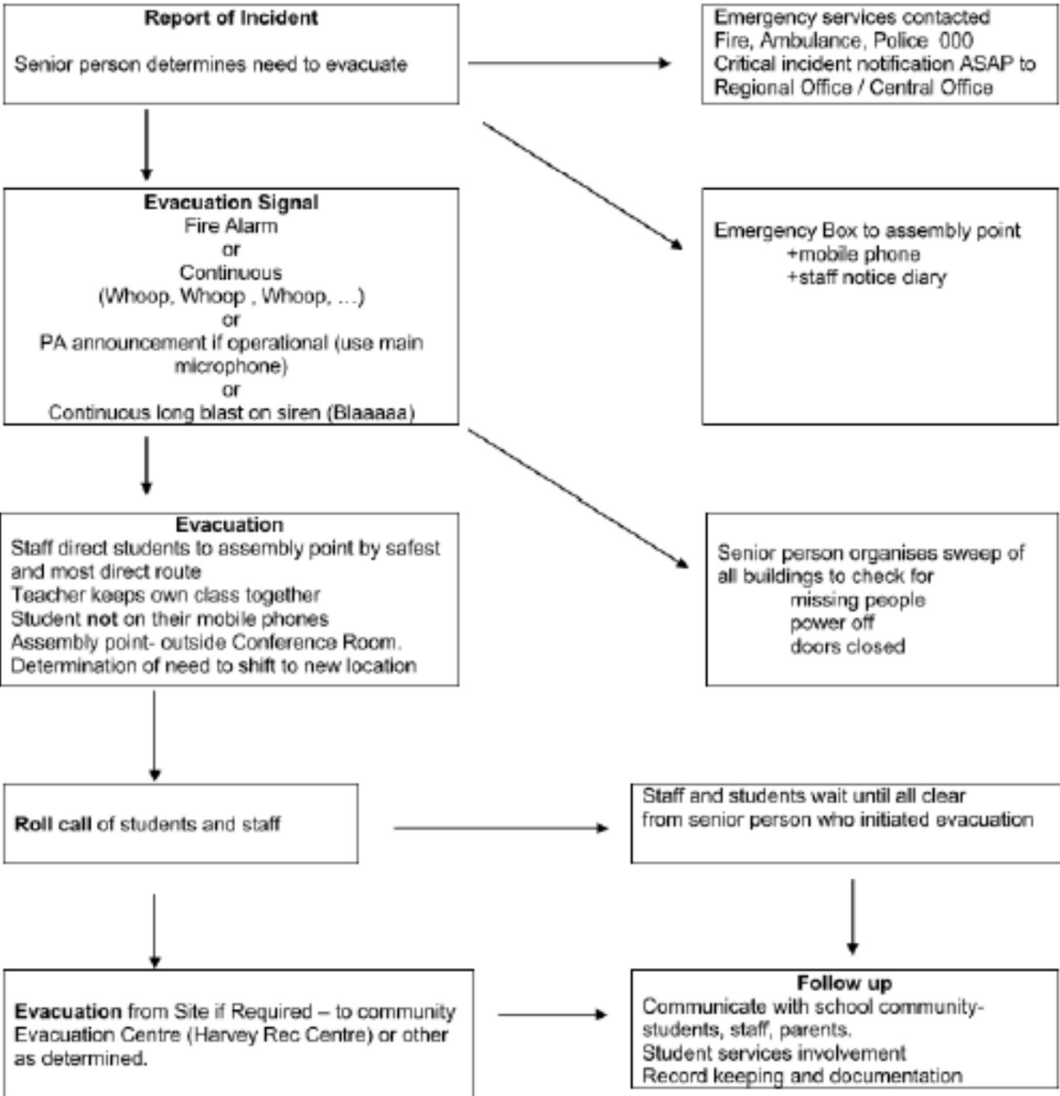 Report of Incident
Senior person determines need to evacuate
Emergency services contacted
Fire, Ambulance, Police  000
Critical incident notification ASAP to
Regional Office / Central Office
Evacuation Signal
Fire Alarm
or
Continuous
(Whoop, Whoop , Whoop, …)
or
PA announcement if operational (use main
microphone)
or
Continuous long blast on siren (Blaaaaa)
Emergency Box to assembly point
+mobile phone
+staff notice diary
Evacuation
Staff direct students to assembly point by safest
and most direct route
Teacher keeps own class together
Student not on their mobile phones
Assembly point- outside Conference Room.
Determination of need to shift to new location
Senior person organises sweep of
all buildings to check for
missing people
power off
doors closed
Roll call of students and staff
Staff and students wait until all clear
from senior person who initiated evacuation
Evacuation from Site if Required – to community
Evacuation Centre (Harvey Rec Centre) or other
as determined.
Follow up
Communicate with school community-
students, staff, parents.
Student services involvement
Record keeping and documentation